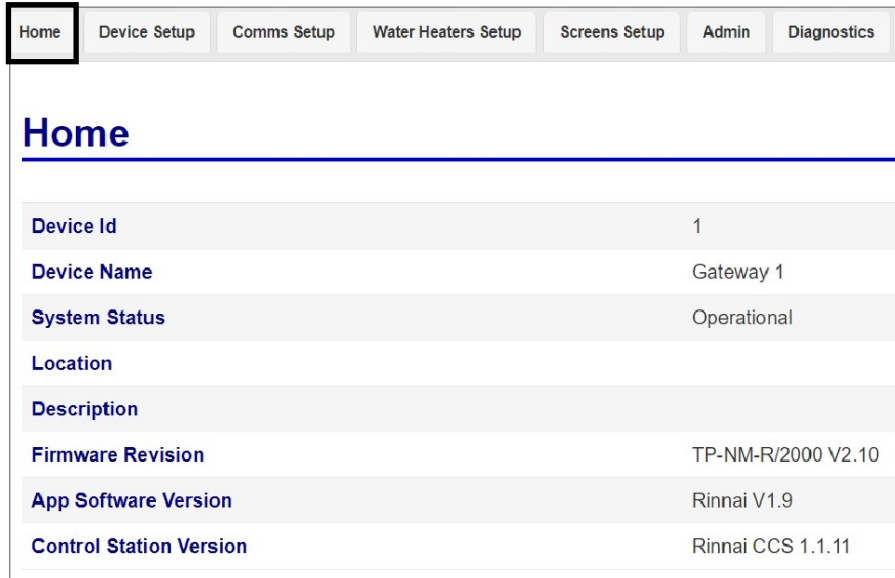 Home Device Setup Comms Setup Water Heaters Setup Screens Setup Admin Diagnostics
Home
Device Id 1
Device Name Gateway 1
System Status Operational
Location
Description
Firmware Revision TP-NM-R/2000 V2.10
App Software Version Rinnai V1.9
Control Station Version Rinnai CCS 1.1.11